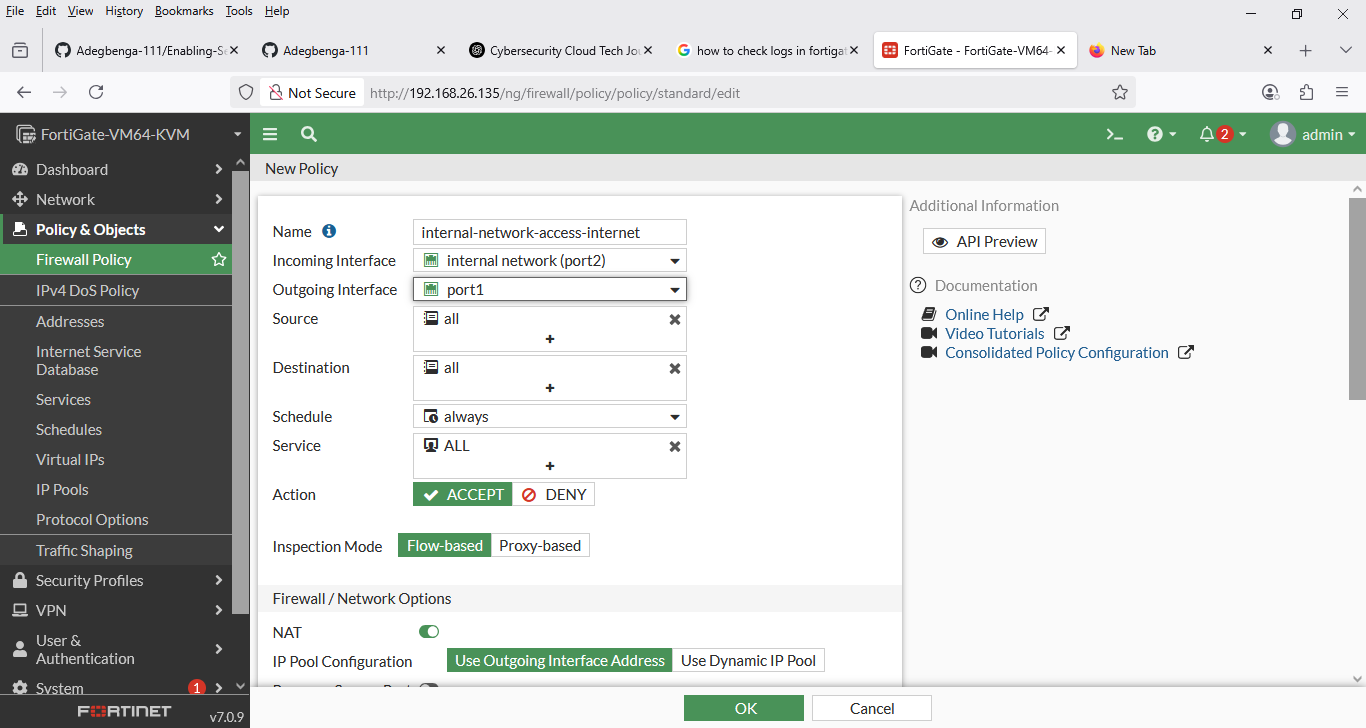 File Edit View History Bookmarks Tools Help
Adegbenga-111/Enabling-Se
Adegbenga-111
Cybersecurity Cloud Tech Jou
how to check logs in fortigat
FortiGate - FortiGate-VM64-
New Tab
Not Secure http://192.168.26.135/ng/firewall/policy/policy/standard/edit
FortiGate-VM64-KVM
>_ ? 2 admin
Dashboard
Network
Policy & Objects
Firewall Policy
IPv4 DoS Policy
Addresses
Internet Service
Database
Services
Schedules
Virtual IPs
IP Pools
Protocol Options
Traffic Shaping
Security Profiles
VPN
User &
Authentication
System 1
FORTINET v7.0.9
New Policy
Name internal-network-access-internet
Incoming Interface internal network (port2)
Outgoing Interface port1
Source all
+
Destination all
+
Schedule always
Service ALL
+
Action ACCEPT DENY
Inspection Mode Flow-based Proxy-based
Firewall / Network Options
NAT
IP Pool Configuration Use Outgoing Interface Address Use Dynamic IP Pool
OK Cancel
Additional Information
API Preview
Documentation
Online Help
Video Tutorials
Consolidated Policy Configuration